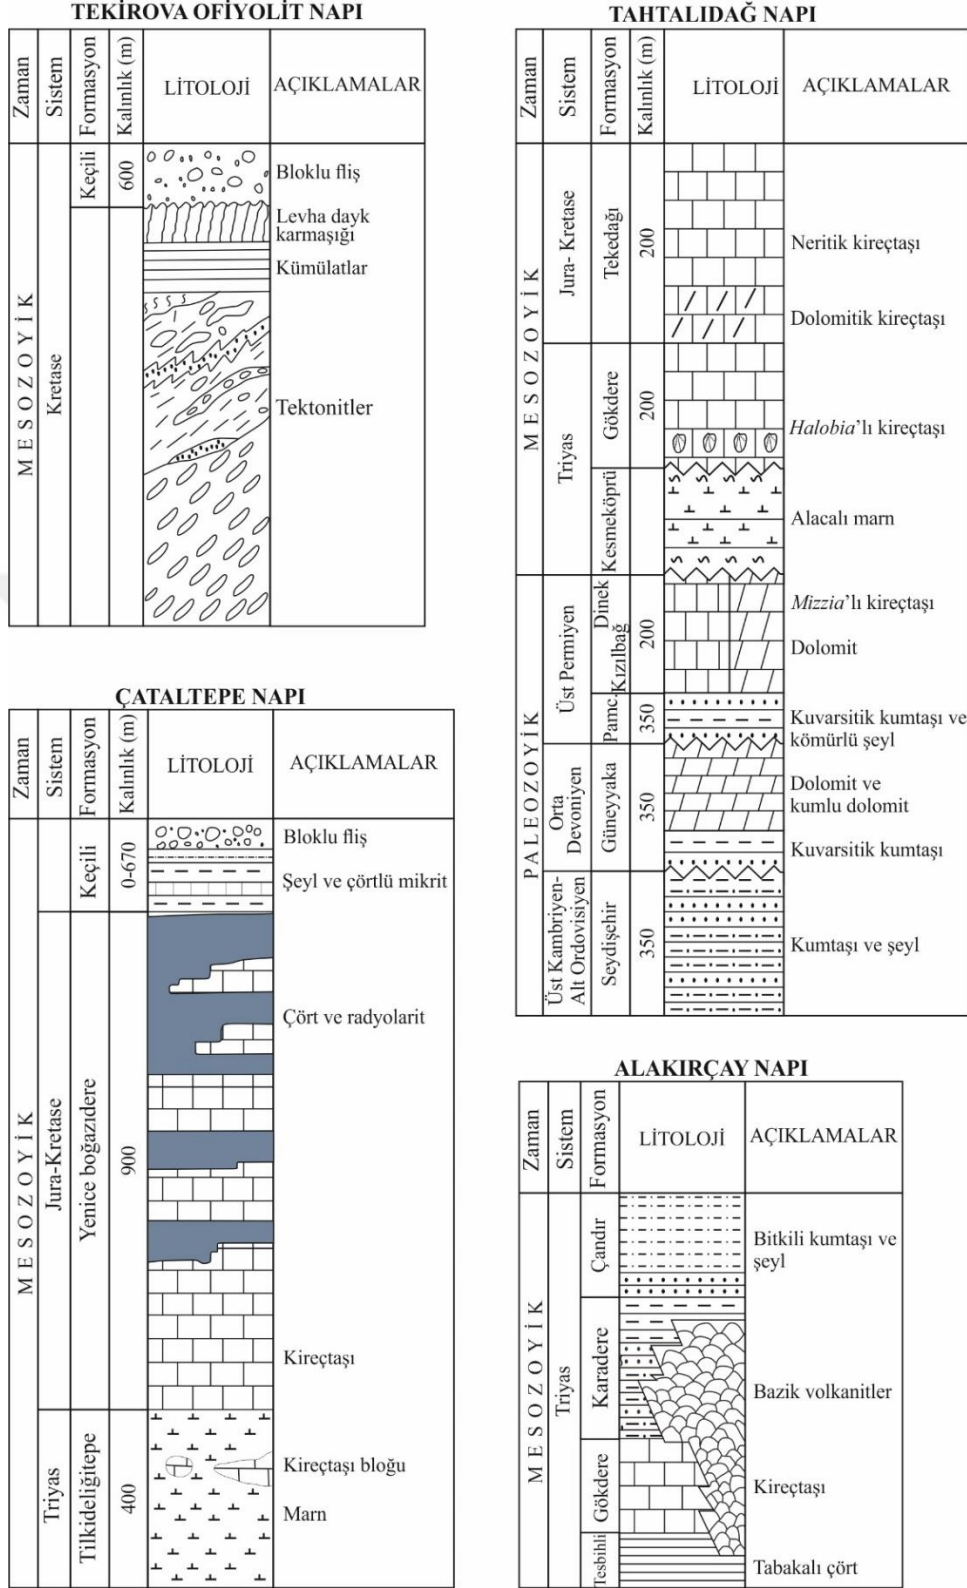 TEKİROVA OFİYOLİT NAPI
Zaman
Sistem
Formasyon
Kalınlık (m)
LİTOLOJİ
AÇIKLAMALAR
MESOZOYİK
Kretase
Keçili
600
Bloklu fliş
Levha dayk
karmaşığı
Kümülatlar
Tektonitler
ÇATALTEPE NAPI
Zaman
Sistem
Formasyon
Kalınlık (m)
LİTOLOJİ
AÇIKLAMALAR
MESOZOYİK
Keçili
0-670
Bloklu fliş
Şeyl ve çörtlü mikrit
Jura-Kretase
Yenice boğazıdere
900
Çört ve radyolarit
Kireçtaşı
Triyas
Tilkideliğitepe
400
Kireçtaşı bloğu
Marn
TAHTALIDAĞ NAPI
Zaman
Sistem
Formasyon
Kalınlık (m)
LİTOLOJİ
AÇIKLAMALAR
MESOZOYİK
Jura- Kretase
Tekedağı
200
Neritik kireçtaşı
Dolomitik kireçtaşı
Triyas
Gökdere
200
Halobia’lı kireçtaşı
Kesmeköprü
Alacalı marn
PALEOZOYİK
Üst Permiyen
Dinek
Kızılbağ
200
Mizzia’lı kireçtaşı
Dolomit
Pamc.
350
Kuvarsitik kumtaşı ve
kömürlü şeyl
Orta
Devoniyen
Güneyyaka
350
Dolomit ve
kumlu dolomit
Kuvarsitik kumtaşı
Üst Kambriyen-
Alt Ordovisiyen
Seydişehir
350
Kumtaşı ve şeyl
ALAKIRÇAY NAPI
Zaman
Sistem
Formasyon
LİTOLOJİ
AÇIKLAMALAR
MESOZOYİK
Triyas
Çandır
Bitkili kumtaşı ve
şeyl
Karadere
Bazik volkanitler
Gökdere
Kireçtaşı
Tesbihli
Tabakalı çört